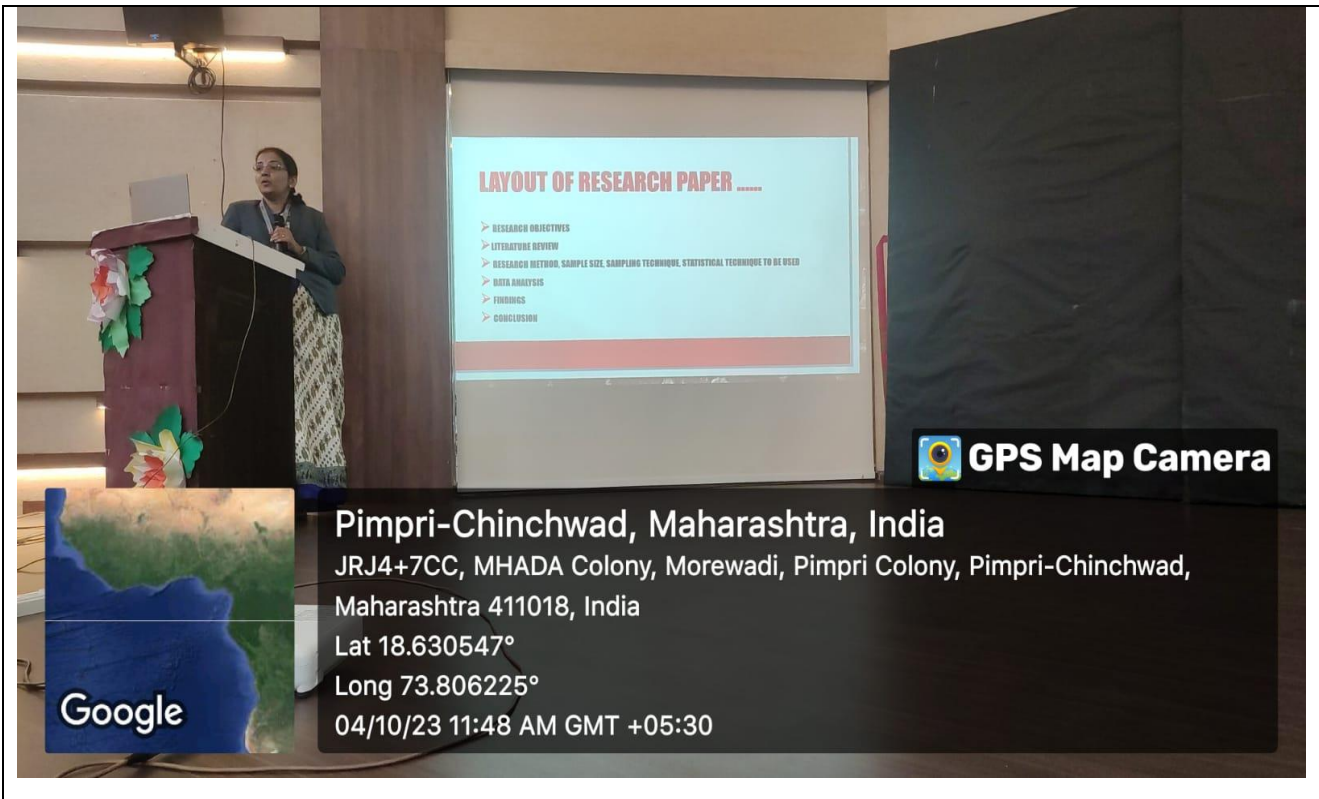 LAYOUT OF RESEARCH PAPER ......
RESEARCH OBJECTIVES
LITERATURE REVIEW
RESEARCH METHOD, SAMPLE SIZE, SAMPLING TECHNIQUE, STATISTICAL TECHNIQUE TO BE USED
DATA ANALYSIS
FINDINGS
CONCLUSION
GPS Map Camera
Pimpri-Chinchwad, Maharashtra, India
JRJ4+7CC, MHADA Colony, Morewadi, Pimpri Colony, Pimpri-Chinchwad,
Maharashtra 411018, India
Lat 18.630547°
Long 73.806225°
04/10/23 11:48 AM GMT +05:30
Google